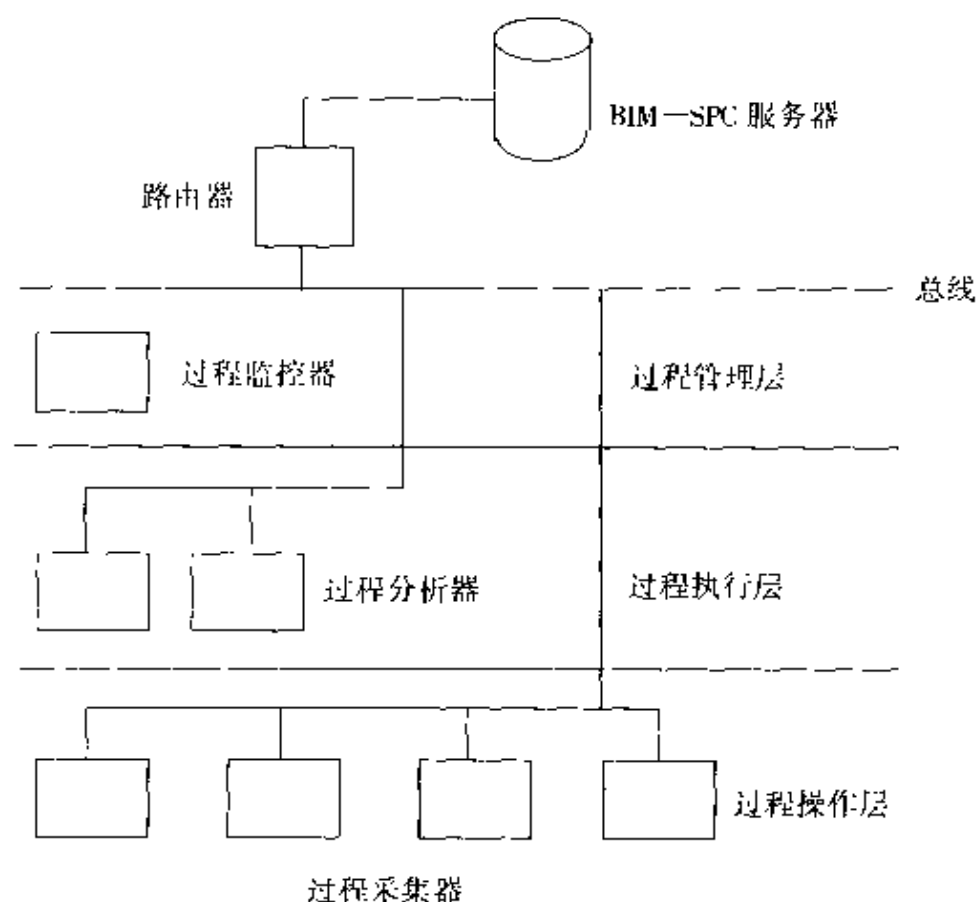 BIM—SPC 服务器
路由器
总线
过程监控器
过程管理层
过程分析器
过程执行层
过程操作层
过程采集器